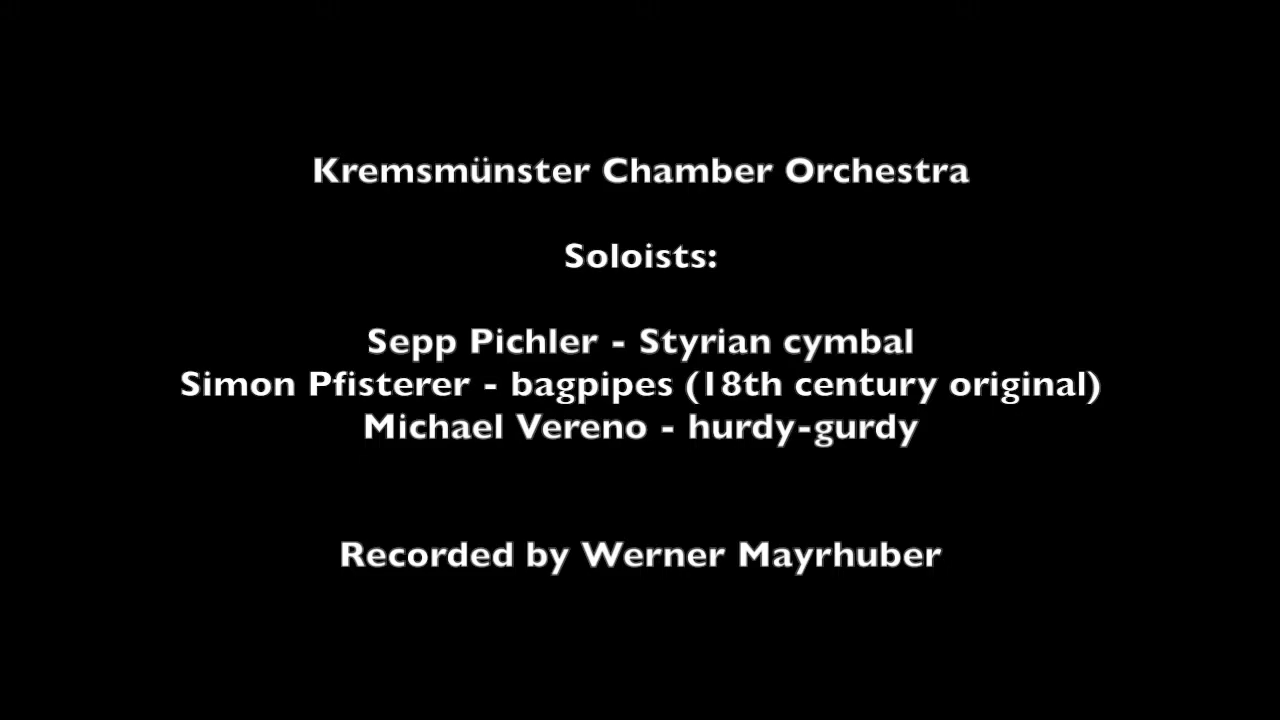 Kremsmünster Chamber Orchestra
Soloists:
Sepp Pichler - Styrian cymbal
Simon Pfisterer - bagpipes (18th century original)
Michael Vereno - hurdy-gurdy
Recorded by Werner Mayrhuber